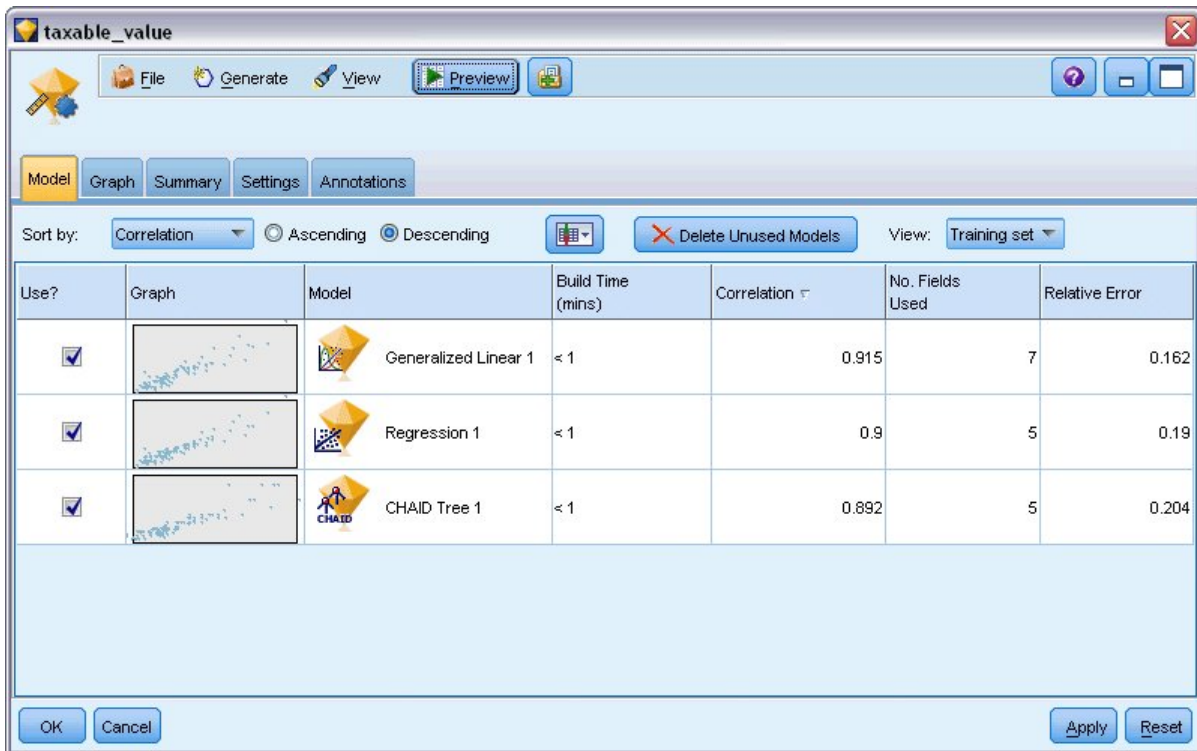 taxable_value
File Generate View Preview
Model Graph Summary Settings Annotations
Sort by: Correlation Ascending Descending Delete Unused Models View: Training set
Use? Graph Model Build Time (mins) Correlation No. Fields Used Relative Error
Generalized Linear 1 < 1 0.915 7 0.162
Regression 1 < 1 0.9 5 0.19
CHAID CHAID Tree 1 < 1 0.892 5 0.204
OK Cancel Apply Reset